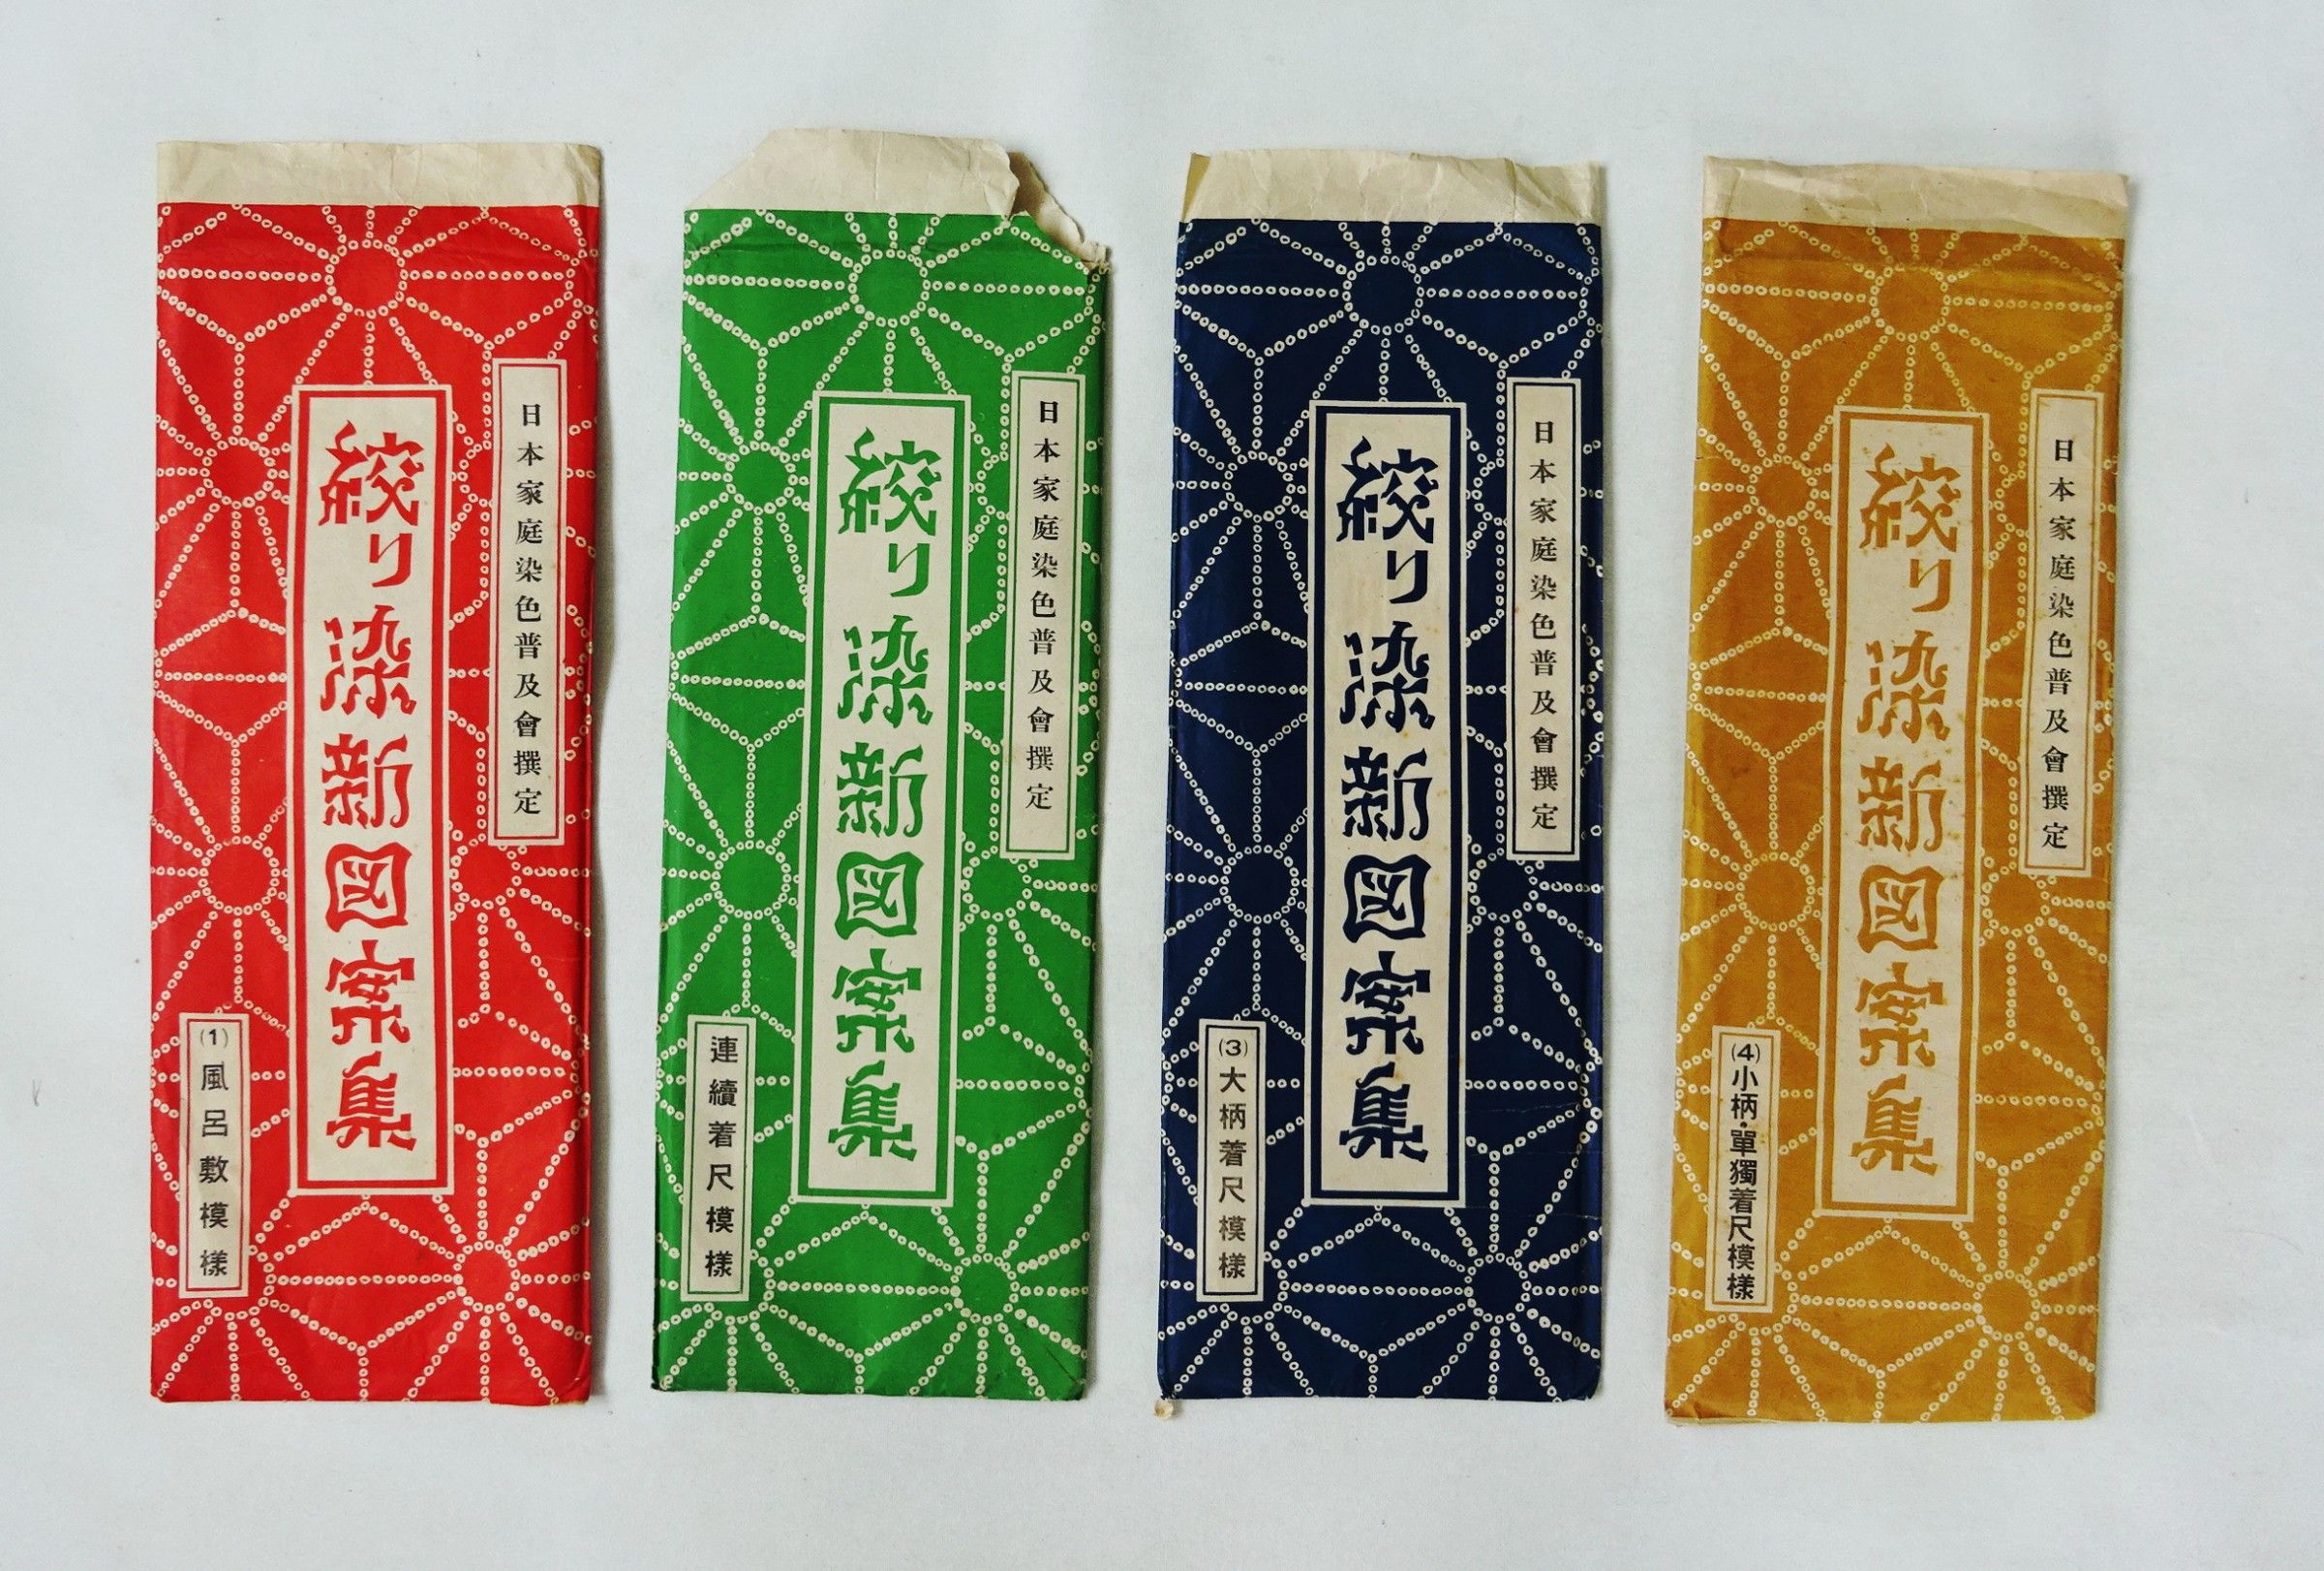 日本家庭染色普及會撰定
絞り染新図案集
(1)風呂敷模様
日本家庭染色普及會撰定
絞り染新図案集
連續着尺模様
日本家庭染色普及會撰定
絞り染新図案集
(3)大柄着尺模様
日本家庭染色普及會撰定
絞り染新図案集
(4)小柄・單獨着尺模様